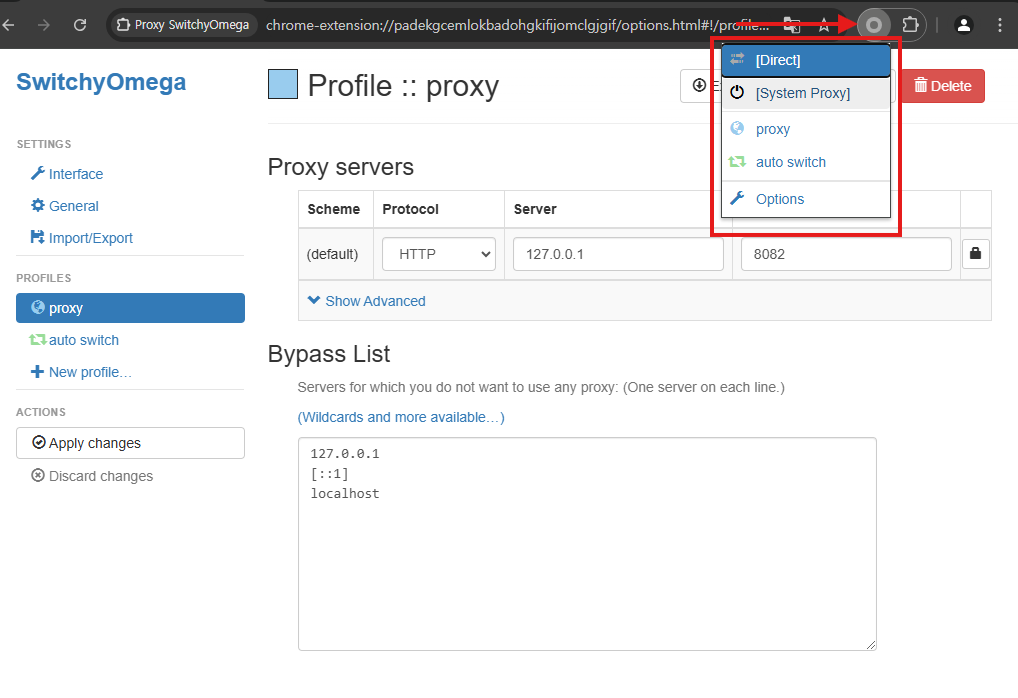 Proxy SwitchyOmega
chrome-extension://padekgcemlokbadohgkifijomclgjgif/options.html#!/profile...
SwitchyOmega
Profile :: proxy
Delete
[Direct]
[System Proxy]
proxy
auto switch
Options
SETTINGS
Interface
General
Import/Export
PROFILES
proxy
auto switch
New profile…
ACTIONS
Apply changes
Discard changes
Proxy servers
Scheme Protocol Server
(default) HTTP 127.0.0.1 8082
Show Advanced
Bypass List
Servers for which you do not want to use any proxy: (One server on each line.)
(Wildcards and more available…)
127.0.0.1
[::1]
localhost